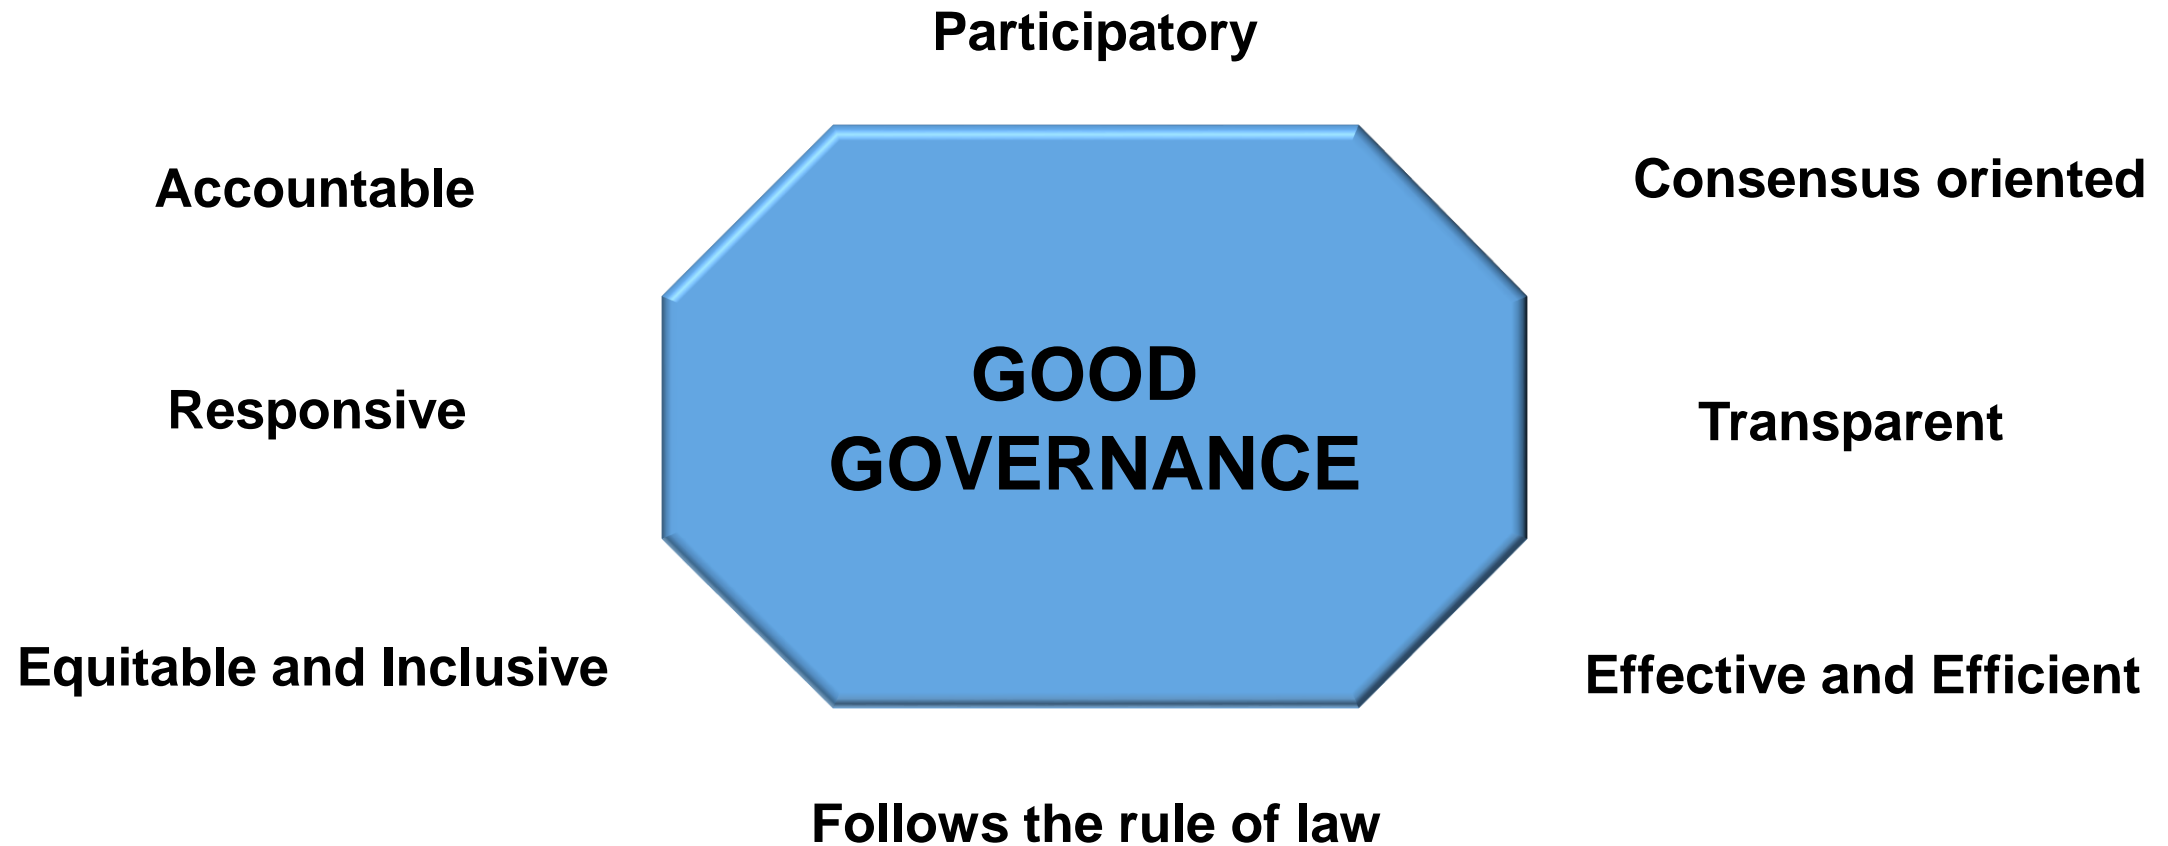 Participatory
Accountable
Consensus oriented
GOOD
GOVERNANCE
Responsive
Transparent
Equitable and Inclusive
Effective and Efficient
Follows the rule of law